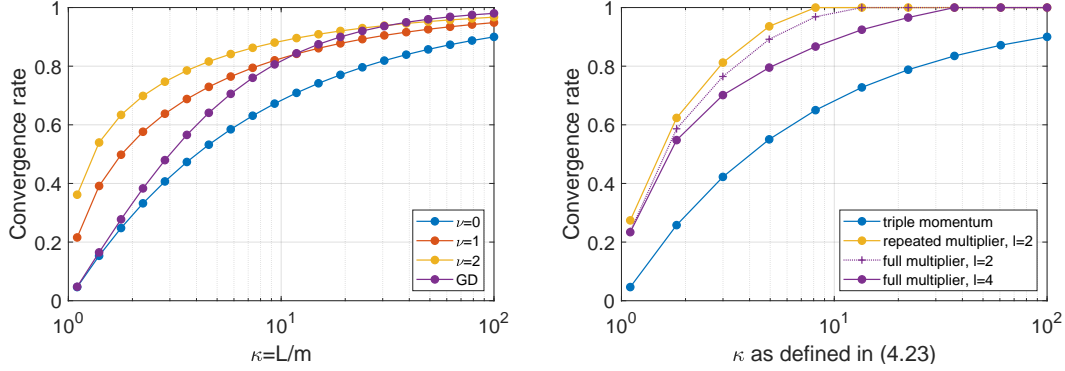 Convergence rate
1
0.8
0.6
0.4
0.2
0
10^0
10^1
10^2
κ=L/m
ν=0
ν=1
ν=2
GD
Convergence rate
1
0.8
0.6
0.4
0.2
0
10^0
10^1
10^2
κ as defined in (4.23)
triple momentum
repeated multiplier, l=2
full multiplier, l=2
full multiplier, l=4